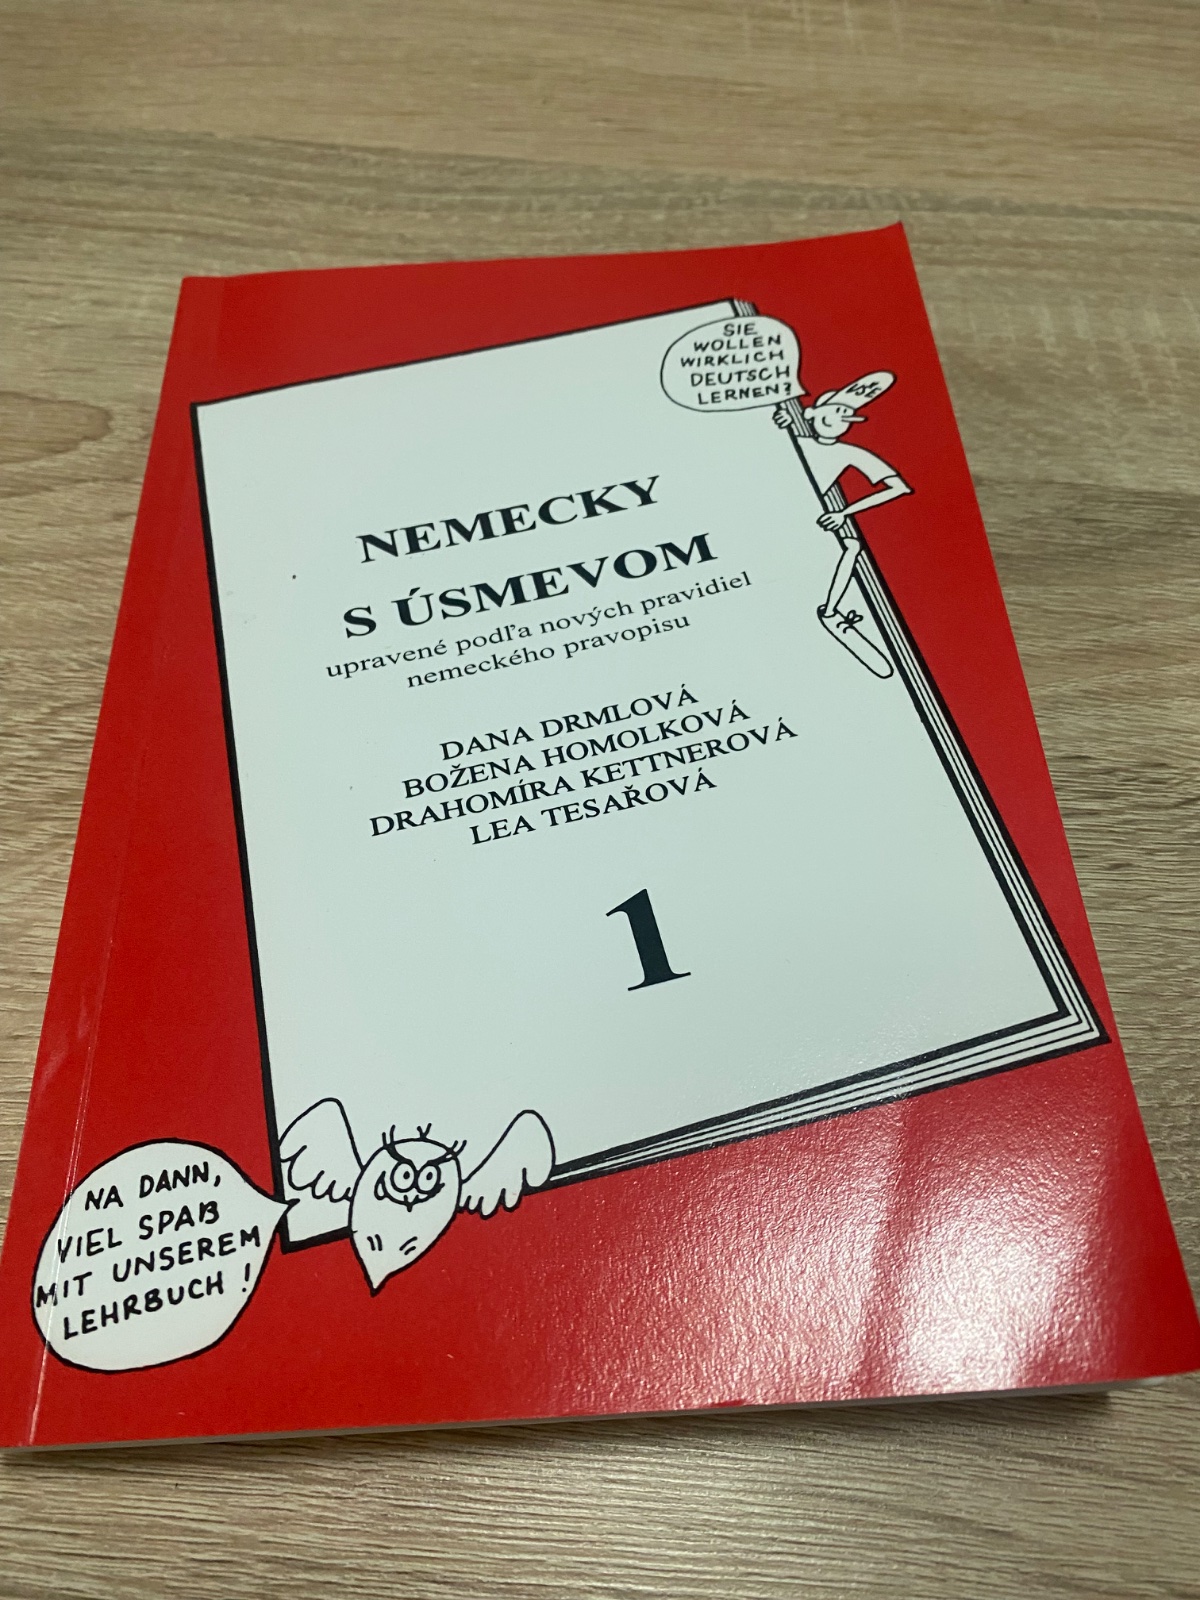 SIE
WOLLEN
WIRKLICH
DEUTSCH
LERNEN?
NEMECKY
S ÚSMEVOM
upravené podľa nových pravidiel
nemeckého pravopisu
DANA DRMLOVÁ
BOŽENA HOMOLKOVÁ
DRAHOMÍRA KETTNEROVÁ
LEA TESAŘOVÁ
1
NA DANN,
VIEL SPAß
MIT UNSEREM
LEHRBUCH !